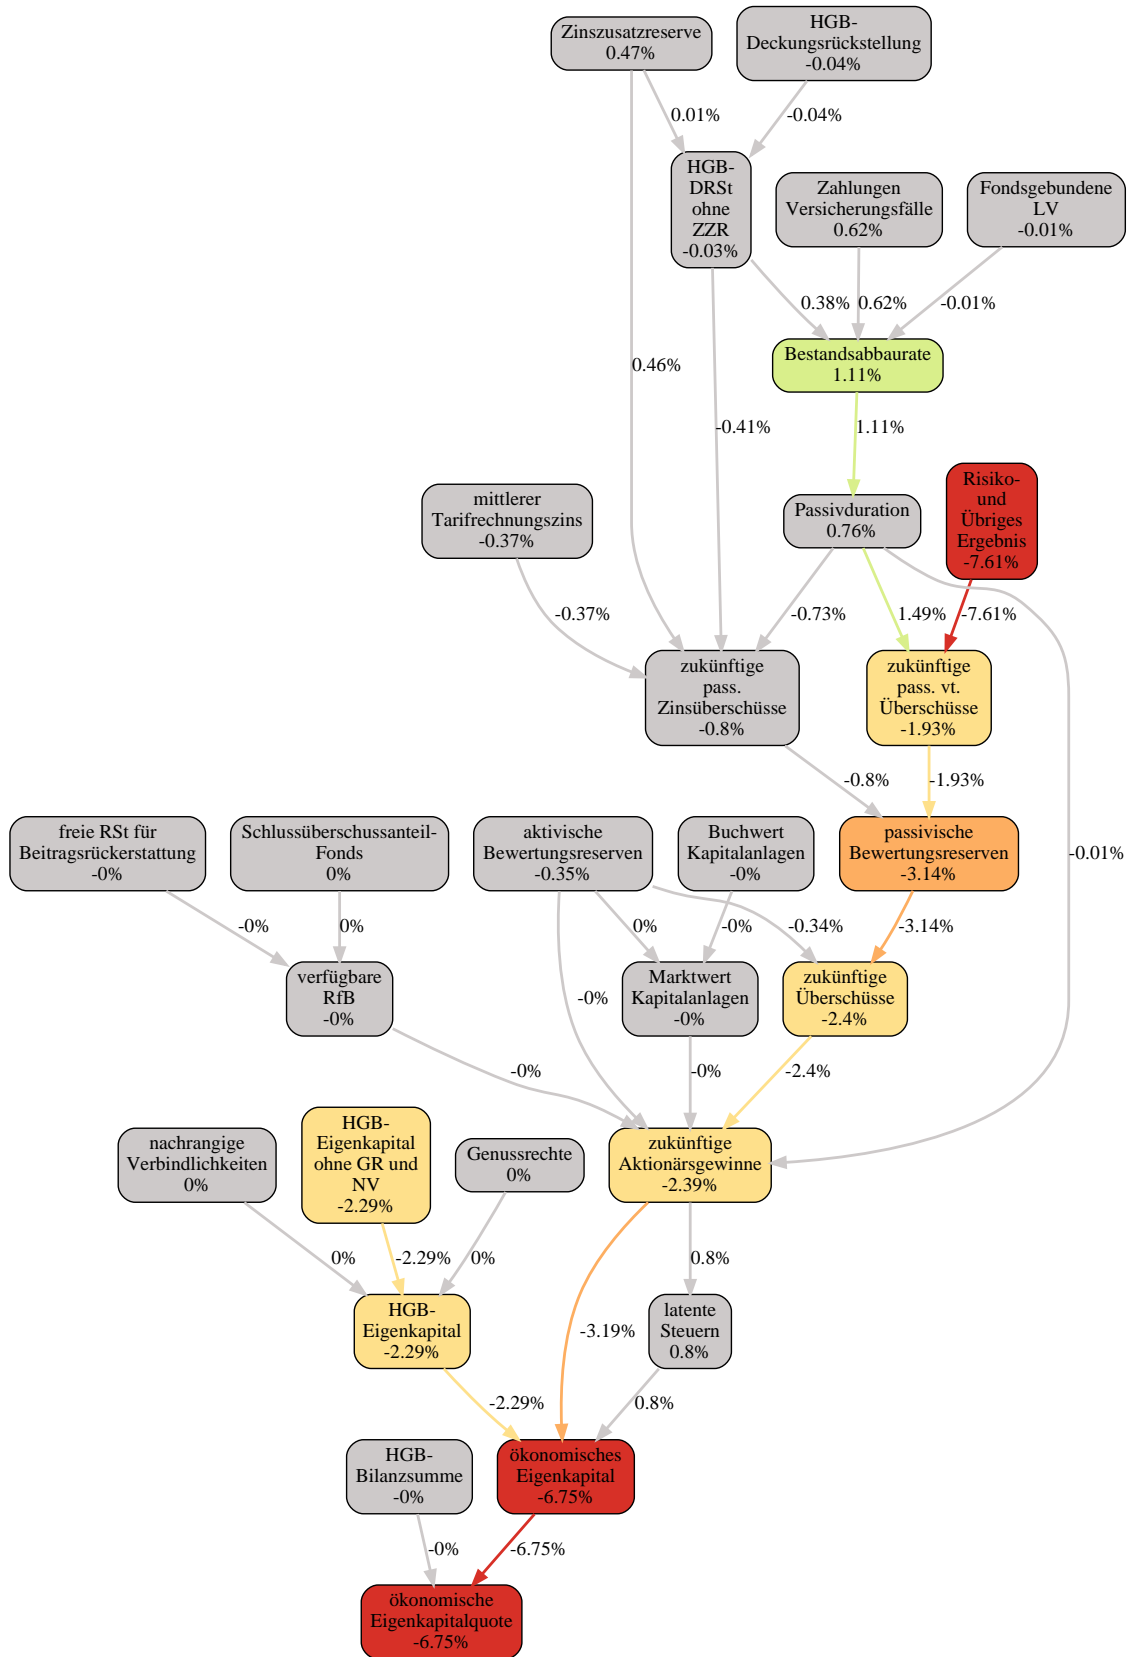 Zinszusatzreserve
0.47%
HGB-
Deckungsrückstellung
-0.04%
0.01%
-0.04%
HGB-
DRSt
ohne
ZZR
-0.03%
Zahlungen
Versicherungsfälle
0.62%
Fondsgebundene
LV
-0.01%
0.38%
0.62%
-0.01%
Bestandsabbaurate
1.11%
0.46%
-0.41%
1.11%
mittlerer
Tarifrechnungszins
-0.37%
Passivduration
0.76%
Risiko-
und
Übriges
Ergebnis
-7.61%
-0.37%
-0.73%
1.49%
-7.61%
zukünftige
pass.
Zinsüberschüsse
-0.8%
zukünftige
pass. vt.
Überschüsse
-1.93%
-0.8%
-1.93%
freie RSt für
Beitragsrückerstattung
-0%
Schlussüberschussanteil-
Fonds
0%
aktivische
Bewertungsreserven
-0.35%
Buchwert
Kapitalanlagen
-0%
passivische
Bewertungsreserven
-3.14%
-0.01%
-0%
0%
0%
-0%
-0.34%
-3.14%
verfügbare
RfB
-0%
-0%
Marktwert
Kapitalanlagen
-0%
zukünftige
Überschüsse
-2.4%
-0%
-0%
-2.4%
nachrangige
Verbindlichkeiten
0%
HGB-
Eigenkapital
ohne GR und
NV
-2.29%
Genussrechte
0%
zukünftige
Aktionärsgewinne
-2.39%
0%
-2.29%
0%
0.8%
HGB-
Eigenkapital
-2.29%
-3.19%
latente
Steuern
0.8%
-2.29%
0.8%
HGB-
Bilanzsumme
-0%
ökonomisches
Eigenkapital
-6.75%
-0%
-6.75%
ökonomische
Eigenkapitalquote
-6.75%